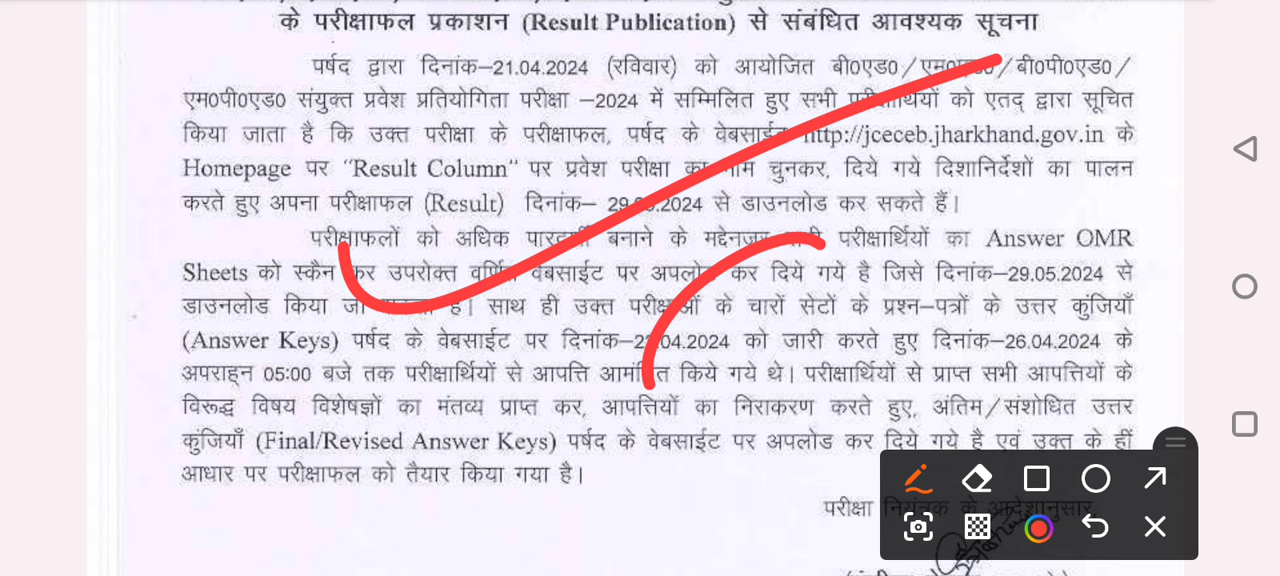 के परीक्षाफल प्रकाशन (Result Publication) से संबंधित आवश्यक सूचना
पर्षद द्वारा दिनांक–21.04.2024 (रविवार) को आयोजित बी0एड0/एम0एड0/बी0पी0एड0/
एम0पी0एड0 संयुक्त प्रवेश प्रतियोगिता परीक्षा –2024 में सम्मिलित हुए सभी परीक्षार्थियों को एतद् द्वारा सूचित
किया जाता है कि उक्त परीक्षा के परीक्षाफल, पर्षद के वेबसाईट http://jceceb.jharkhand.gov.in के
Homepage पर “Result Column” पर प्रवेश परीक्षा का नाम चुनकर, दिये गये दिशानिर्देशों का पालन
करते हुए अपना परीक्षाफल (Result) दिनांक– 29.05.2024 से डाउनलोड कर सकते हैं।
परीक्षाफलों को अधिक पारदर्शी बनाने के मद्देनजर सभी परीक्षार्थियों का Answer OMR
Sheets को स्कैन कर उपरोक्त वर्णित वेबसाईट पर अपलोड कर दिये गये है जिसे दिनांक–29.05.2024 से
डाउनलोड किया जा सकता है। साथ ही उक्त परीक्षाओं के चारों सेटों के प्रश्न–पत्रों के उत्तर कुंजियाँ
(Answer Keys) पर्षद के वेबसाईट पर दिनांक– को जारी करते हुए दिनांक–26.04.2024 के
अपराह्न 05:00 बजे तक परीक्षार्थियों से आपत्ति आमंत्रित किये गये थे। परीक्षार्थियों से प्राप्त सभी आपत्तियों के
विरूद्ध विषय विशेषज्ञों का मंतव्य प्राप्त कर, आपत्तियों का निराकरण करते हुए, अंतिम/संशोधित उत्तर
कुंजियाँ (Final/Revised Answer Keys) पर्षद के वेबसाईट पर अपलोड कर दिये गये है एवं उक्त के हीं
आधार पर परीक्षाफल को तैयार किया गया है।
परीक्षा नियंत्रक के आदेशानुसार,